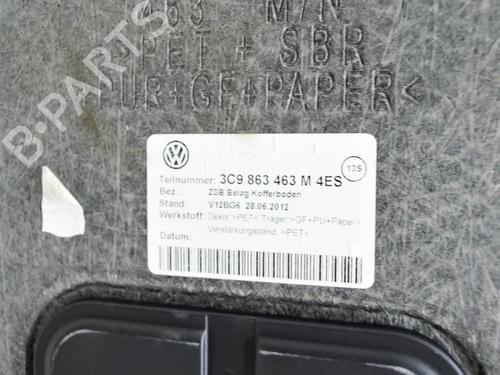 463 M/N
PET + SBR
PUR+GF+PAPER<
B-PARTS
13S
Teilnummer: 3C9 863 463 M 4ES
Bez.: ZSB Belag Kofferboden
Stand: V12BG6 28.06.2012
Werkstoff: Dekor >PET< Träger >GF+PU+Paper<
Verstärkungsband: >PET<
Datum: